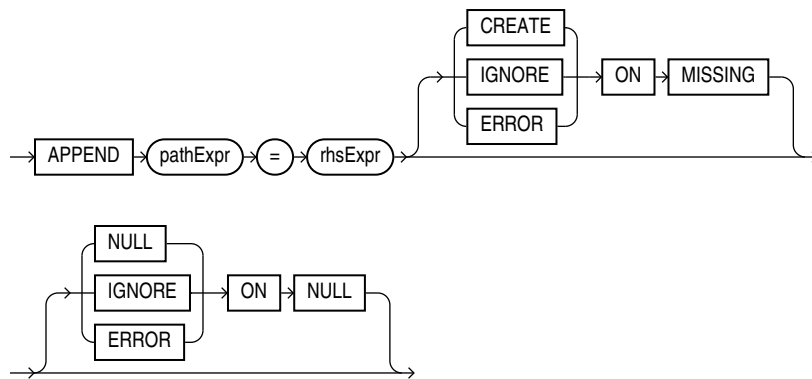 CREATE
IGNORE ON MISSING
ERROR
APPEND pathExpr = rhsExpr
NULL
IGNORE ON NULL
ERROR